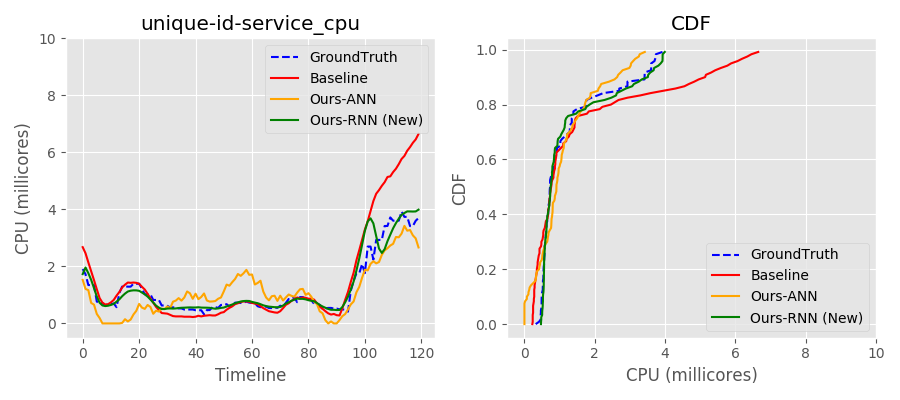 unique-id-service_cpu
CPU (millicores)
10
8
6
4
2
0
0 20 40 60 80 100 120
Timeline
GroundTruth
Baseline
Ours-ANN
Ours-RNN (New)
CDF
CDF
1.0
0.8
0.6
0.4
0.2
0.0
0 2 4 6 8 10
CPU (millicores)
GroundTruth
Baseline
Ours-ANN
Ours-RNN (New)